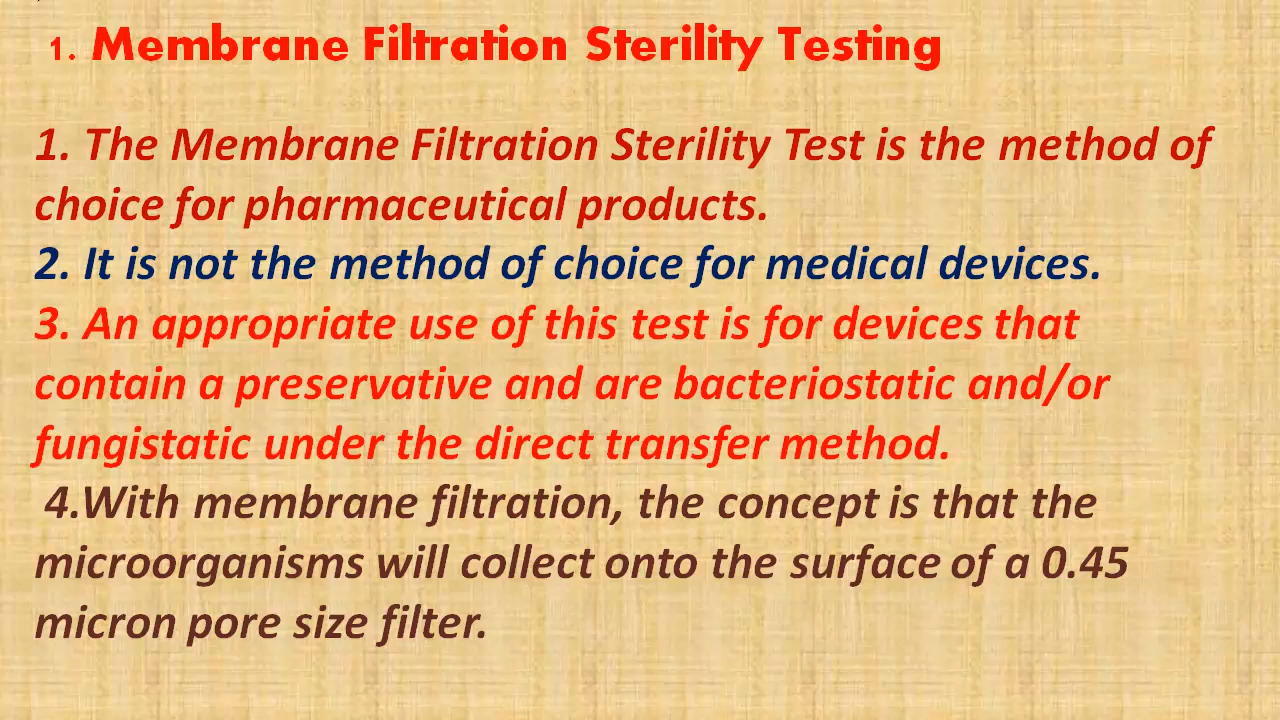 1. Membrane Filtration Sterility Testing
1. The Membrane Filtration Sterility Test is the method of
choice for pharmaceutical products.
2. It is not the method of choice for medical devices.
3. An appropriate use of this test is for devices that
contain a preservative and are bacteriostatic and/or
fungistatic under the direct transfer method.
4.With membrane filtration, the concept is that the
microorganisms will collect onto the surface of a 0.45
micron pore size filter.